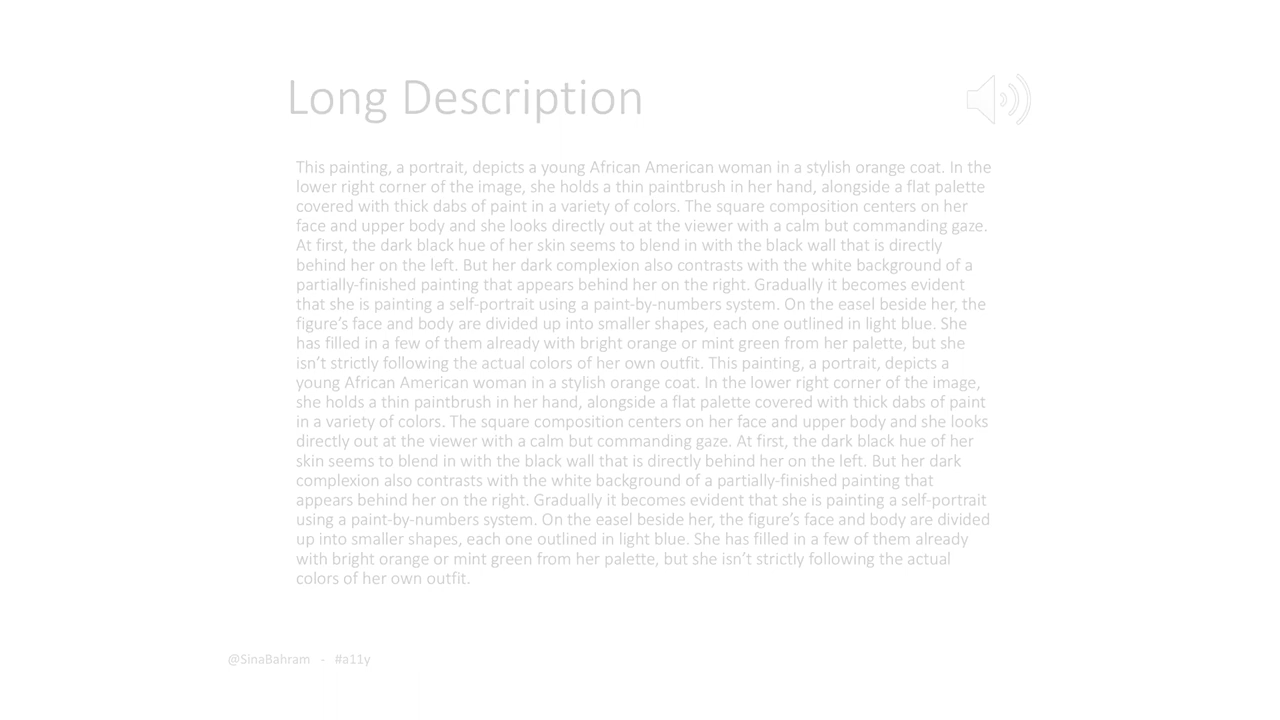 Long Description
This painting, a portrait, depicts a young African American woman in a stylish orange coat. In the
lower right corner of the image, she holds a thin paintbrush in her hand, alongside a flat palette
covered with thick dabs of paint in a variety of colors. The square composition centers on her
face and upper body and she looks directly out at the viewer with a calm but commanding gaze.
At first, the dark black hue of her skin seems to blend in with the black wall that is directly
behind her on the left. But her dark complexion also contrasts with the white background of a
partially-finished painting that appears behind her on the right. Gradually it becomes evident
that she is painting a self-portrait using a paint-by-numbers system. On the easel beside her, the
figure’s face and body are divided up into smaller shapes, each one outlined in light blue. She
has filled in a few of them already with bright orange or mint green from her palette, but she
isn’t strictly following the actual colors of her own outfit. This painting, a portrait, depicts a
young African American woman in a stylish orange coat. In the lower right corner of the image,
she holds a thin paintbrush in her hand, alongside a flat palette covered with thick dabs of paint
in a variety of colors. The square composition centers on her face and upper body and she looks
directly out at the viewer with a calm but commanding gaze. At first, the dark black hue of her
skin seems to blend in with the black wall that is directly behind her on the left. But her dark
complexion also contrasts with the white background of a partially-finished painting that
appears behind her on the right. Gradually it becomes evident that she is painting a self-portrait
using a paint-by-numbers system. On the easel beside her, the figure’s face and body are divided
up into smaller shapes, each one outlined in light blue. She has filled in a few of them already
with bright orange or mint green from her palette, but she isn’t strictly following the actual
colors of her own outfit.
@SinaBahram - #a11y